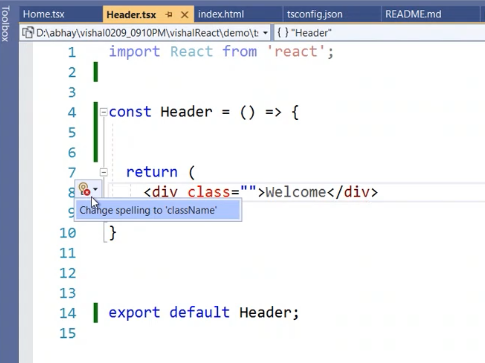 Toolbox
Home.tsx Header.tsx index.html tsconfig.json README.md
D:\abhay\vishal0209_0910PM\vishalReact\demo\ts {} "Header"
1 import React from 'react';
2
3
4 const Header = () => {
5
6
7 return (
8 <div class="">Welcome</div>
Change spelling to 'className'
10 }
11
12
13
14 export default Header;
15